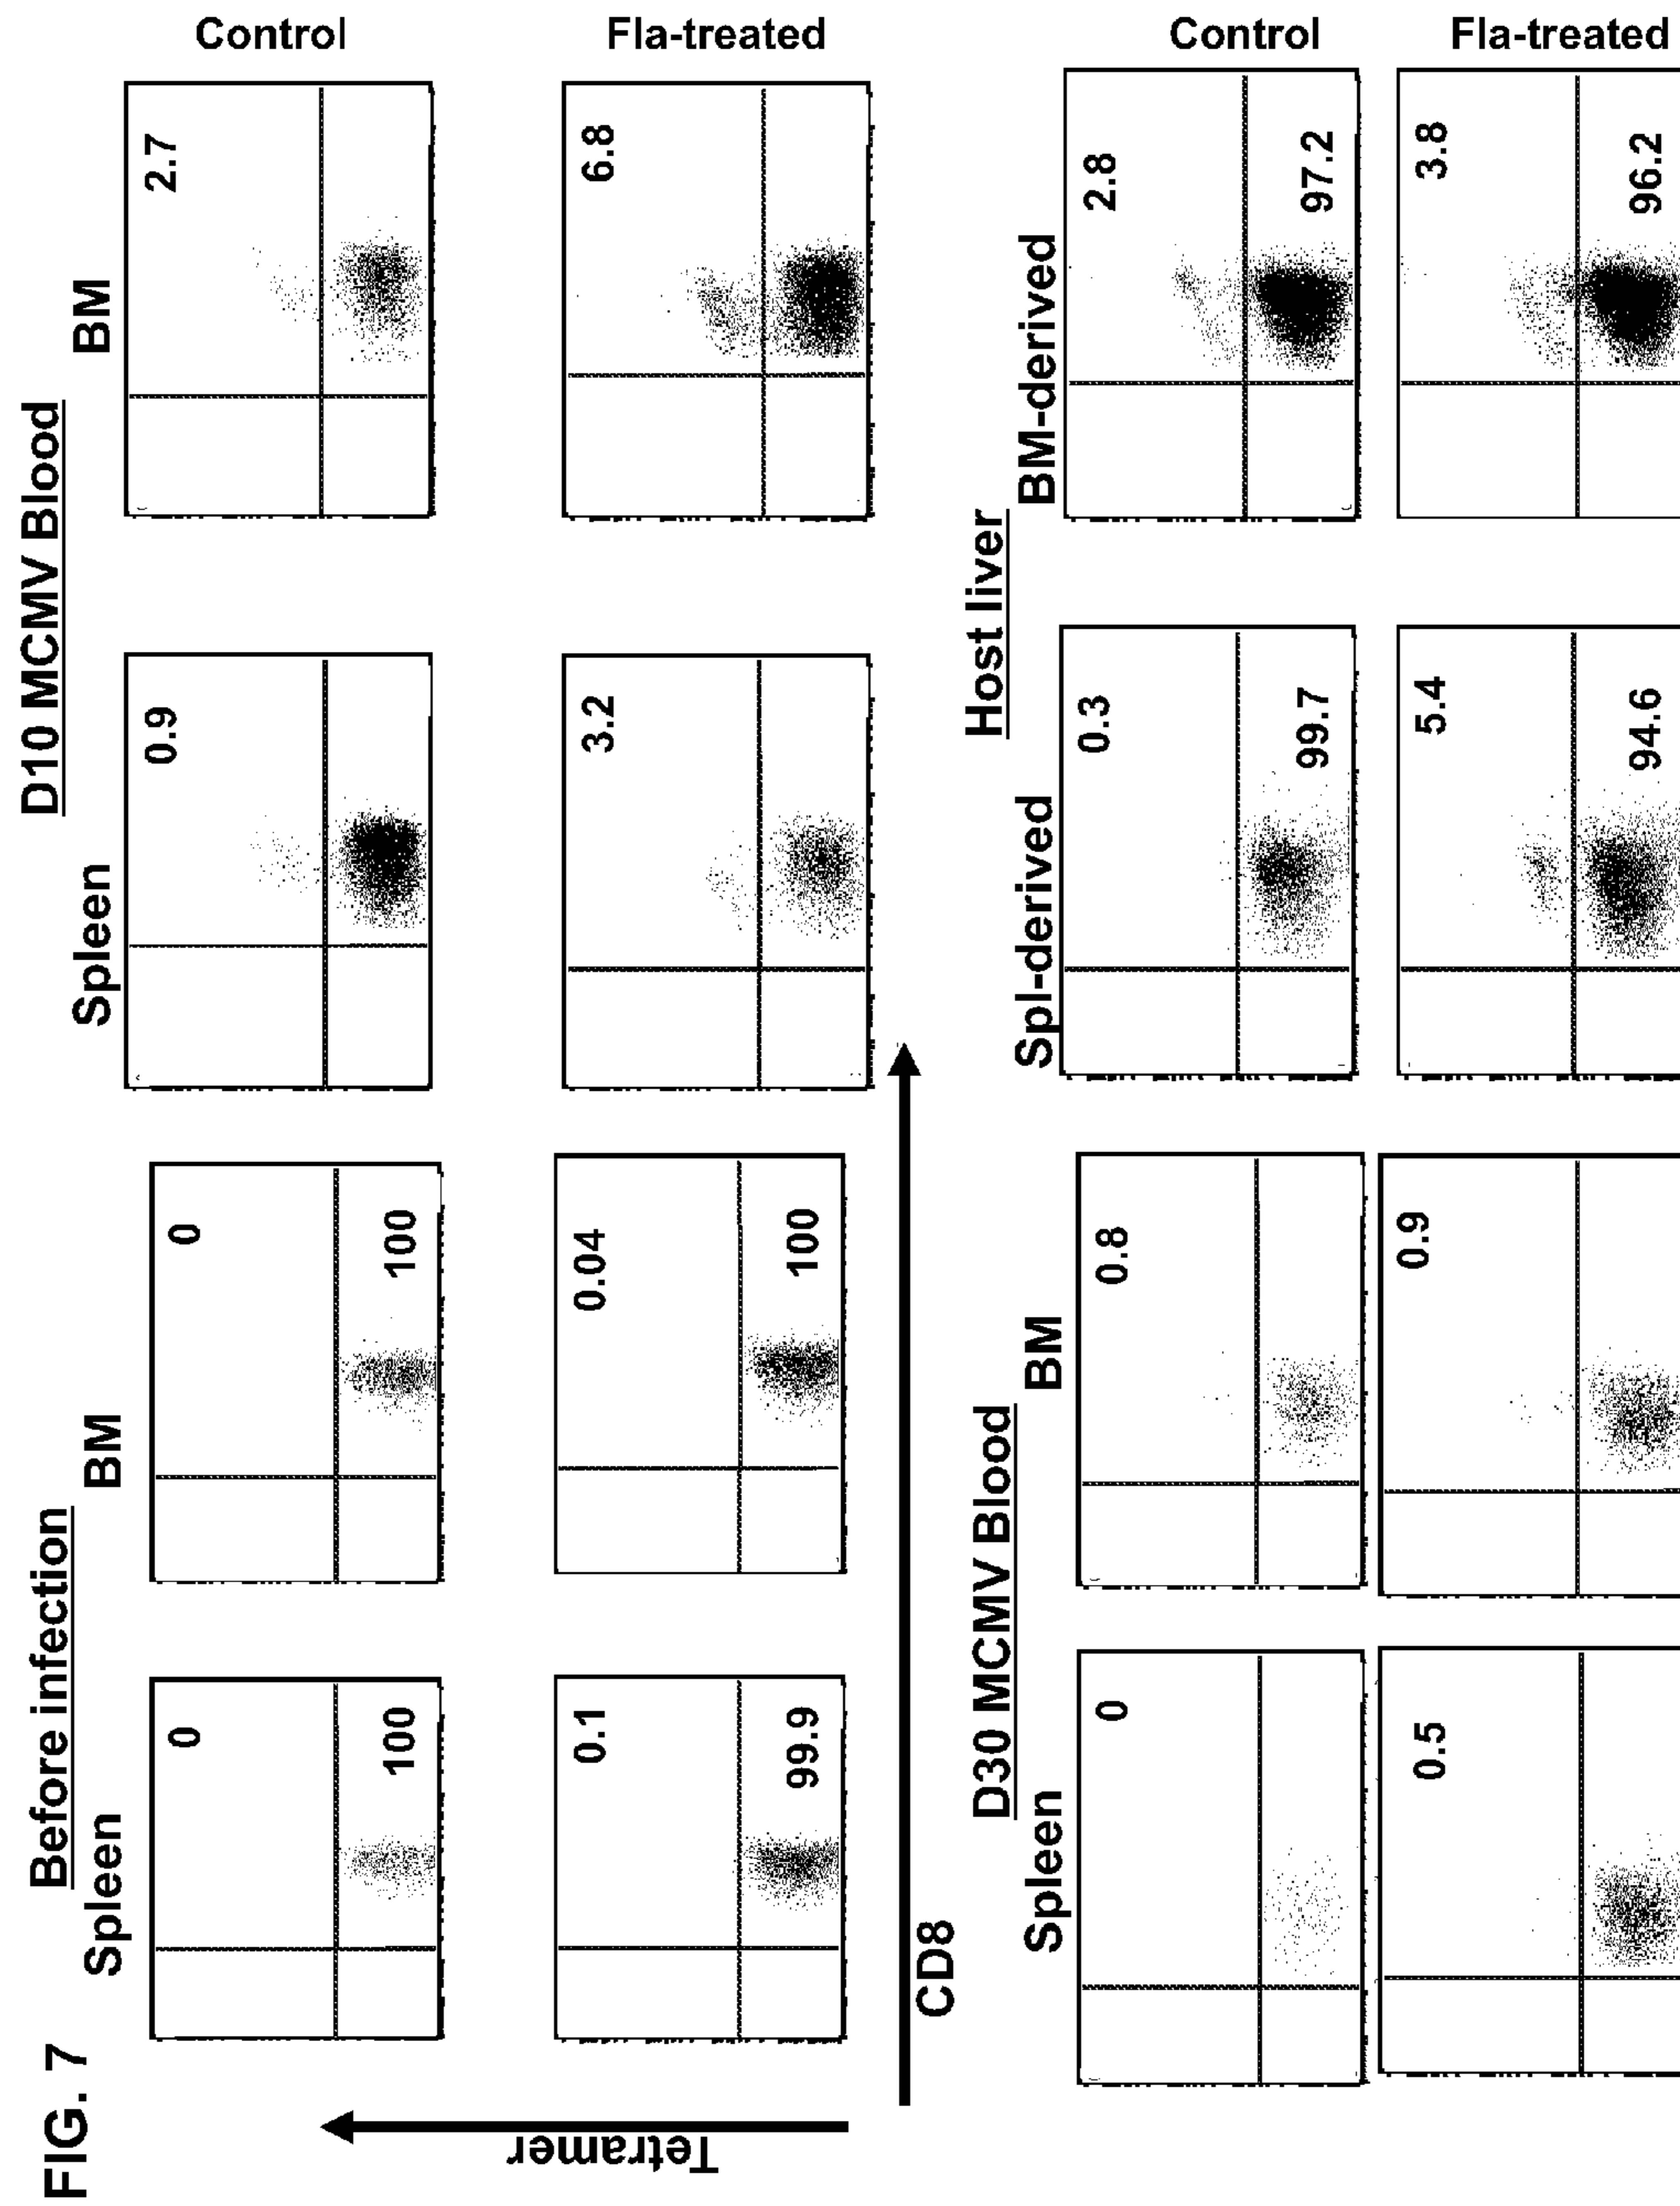 FIG. 7
Before infection
D10 MCMV Blood
Spleen
BM
Spleen
BM
0
100
0
100
0.9
2.7
Control
0.1
99.9
0.04
100
3.2
6.8
Fla-treated
Tetramer
CD8
D30 MCMV Blood
Host liver
Spleen
BM
Spl-derived
BM-derived
0
0.8
0.3
99.7
2.8
97.2
Control
0.5
0.9
5.4
94.6
3.8
96.2
Fla-treated